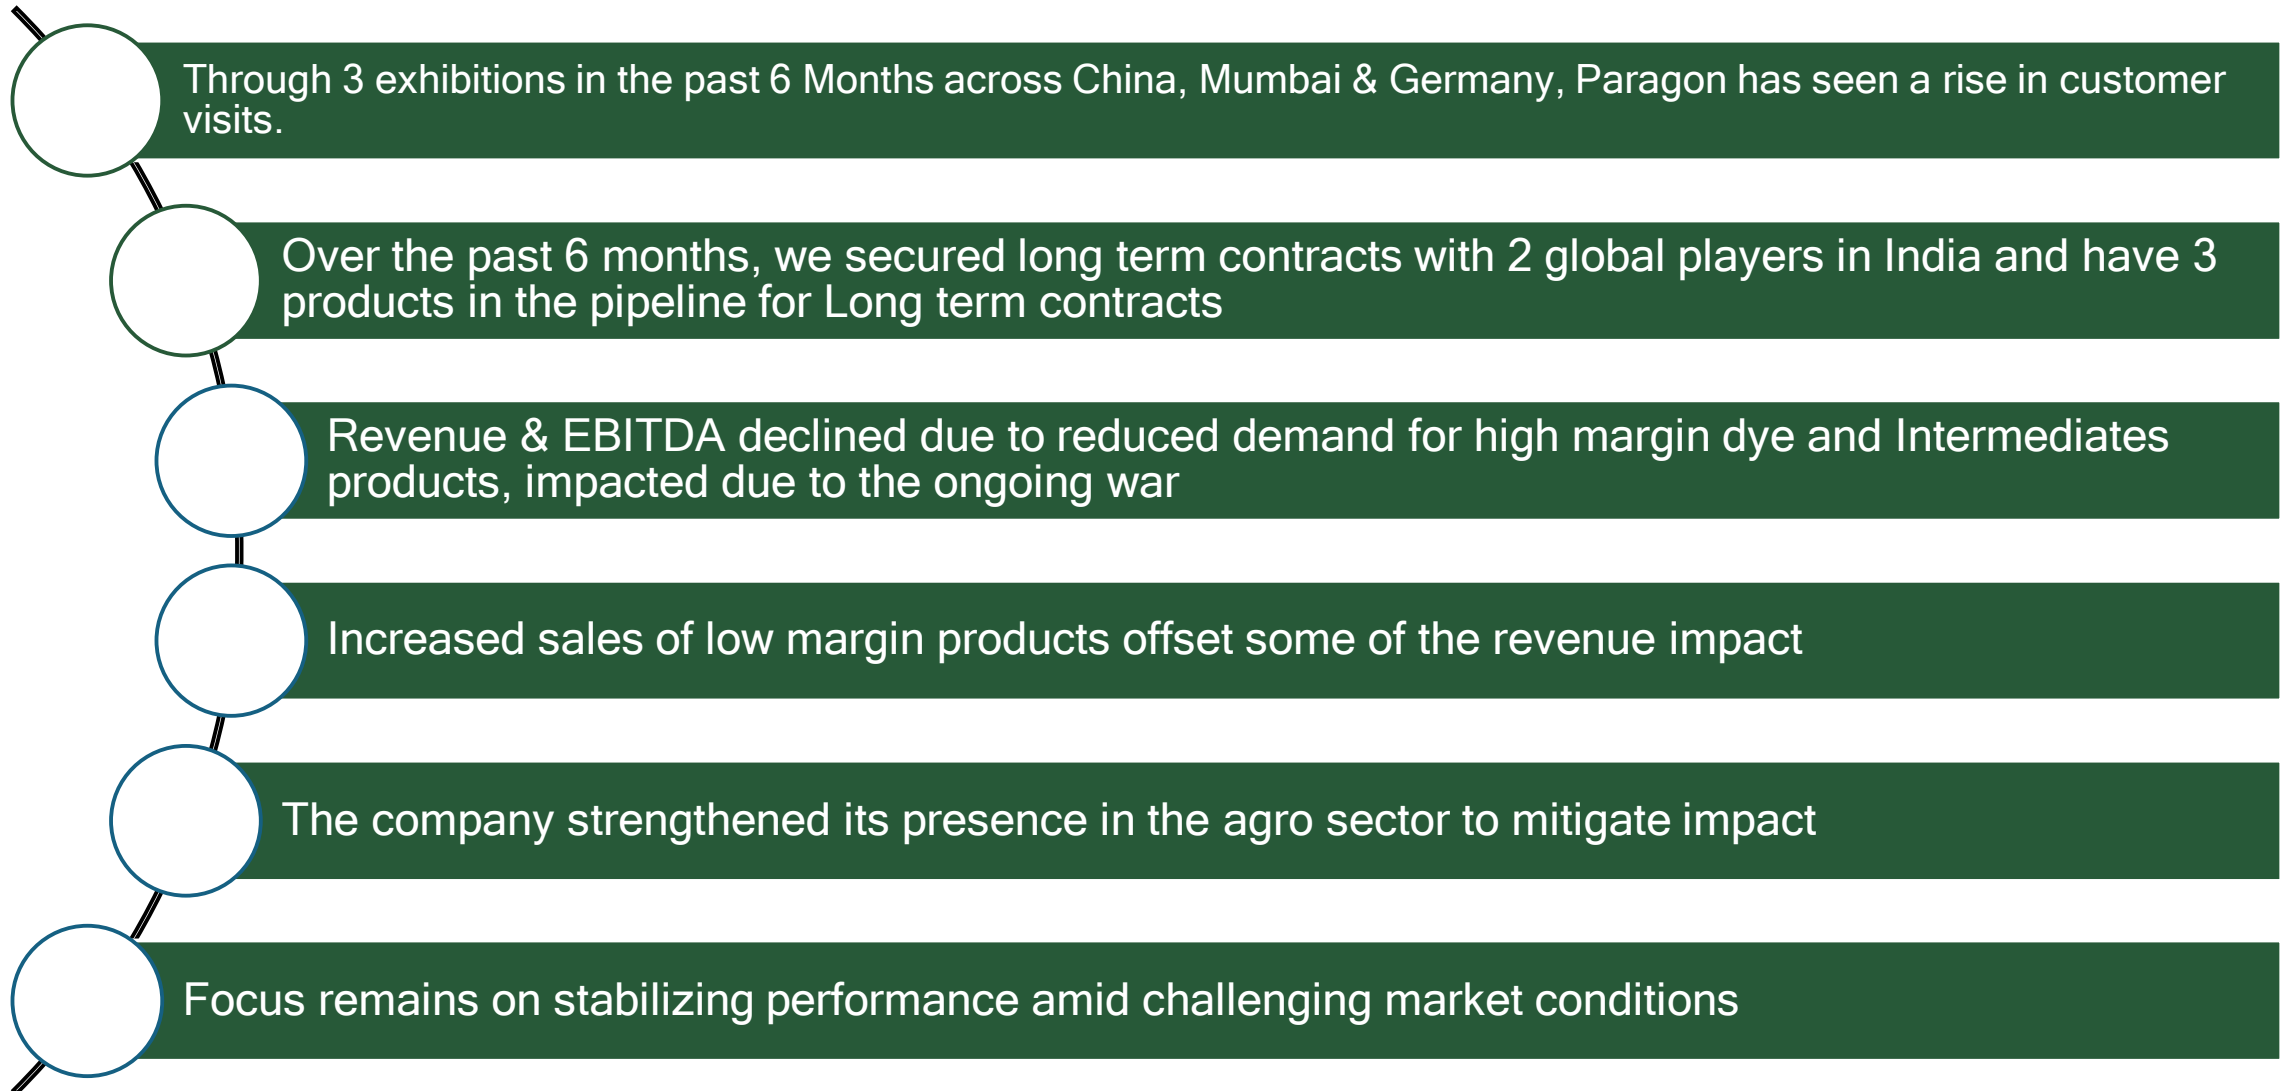 Through 3 exhibitions in the past 6 Months across China, Mumbai & Germany, Paragon has seen a rise in customer
visits.
Over the past 6 months, we secured long term contracts with 2 global players in India and have 3
products in the pipeline for Long term contracts
Revenue & EBITDA declined due to reduced demand for high margin dye and Intermediates
products, impacted due to the ongoing war
Increased sales of low margin products offset some of the revenue impact
The company strengthened its presence in the agro sector to mitigate impact
Focus remains on stabilizing performance amid challenging market conditions